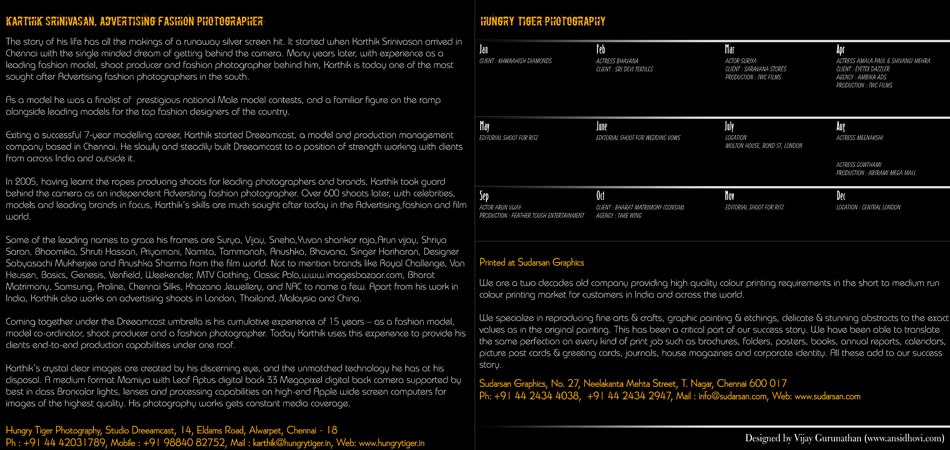 KARTHIK SRINIVASAN, ADVERTISING FASHION PHOTOGRAPHER
The story of his life has all the makings of a runaway silver screen hit. It started when Karthik Srinivasan arrived in
Chennai with the single minded dream of getting behind the camera. Many years later, with experience as a
leading fashion model, shoot producer and fashion photographer behind him, Karthik is today one of the most
sought after Advertising fashion photographers in the south.
As a model he was a finalist of prestigious national Male model contests, and a familiar figure on the ramp
alongside leading models for the top fashion designers of the country.
Exiting a successful 7-year modelling career, Karthik started Dreeamcast, a model and production management
company based in Chennai. He slowly and steadily built Dreeamcast to a position of strength working with clients
from across India and outside it.
In 2005, having learnt the ropes producing shoots for leading photographers and brands, Karthik took guard
behind the camera as an independent Adverstiing fashion photographer. Over 600 shoots later, with celebrities,
models and leading brands in focus, Karthik's skills are much sought after today in the Advertising,fashion and film
world.
Some of the leading names to grace his frames are Surya, Vijay, Sneha,Yuvan shankar raja,Arun vijay, Shriya
Saran, Bhoomika, Shruti Hassan, Priyamani, Namita, Tammanah, Anushka, Bhavana, Singer Hariharan, Designer
Sabyasachi Mukherjee and Anushka Sharma from the film world. Not to mention brands like Royal Challenge, Van
Heusen, Basics, Genesis, Venfield, Weekender, MTV Clothing, Classic Polo,www.imagesbazaar.com, Bharat
Matrimony, Samsung, Proline, Chennai Silks, Khazana Jewellery, and NAC to name a few. Apart from his work in
India, Karthik also works on advertising shoots in London, Thailand, Malaysia and China.
Coming together under the Dreeamcast umbrella is his cumulative experience of 15 years – as a fashion model,
model co-ordinator, shoot producer and a fashion photographer. Today Karthik uses this experience to provide his
clients end-to-end production capabilities under one roof.
Karthik's crystal clear images are created by his discerning eye, and the unmatched technology he has at his
disposal. A medium format Mamiya with Leaf Aptus digital back 33 Megapixel digital back camera supported by
best in class Broncolor lights, lenses and processing capabilities on high-end Apple wide screen computers for
images of the highest quality. His photography works gets constant media coverage.
Hungry Tiger Photography, Studio Dreeamcast, 14, Eldams Road, Alwarpet, Chennai - 18
Ph : +91 44 42031789, Mobile : +91 98840 82752, Mail : karthik@hungrytiger.in, Web: www.hungrytiger.in
HUNGRY TIGER PHOTOGRAPHY
Jan
CLIENT : KHWAAHISH DIAMONDS
Feb
ACTRESS BHAVANA
CLIENT : SRI DEVI TEXTILES
Mar
ACTOR SURIYA
CLIENT : SARAVANA STORES
PRODUCTION : TWC FILMS
Apr
ACTRESS AMALA PAUL & SHIVANGI MEHRA
CLIENT : EYETEX DAZZLER
AGENCY : AMBIKA ADS
PRODUCTION : TWC FILMS
May
EDITORIAL SHOOT FOR RITZ
June
EDITORIAL SHOOT FOR WEDDING VOWS
July
LOCATION
MOLTON HOUSE, BOND ST, LONDON
Aug
ACTRESS MEENAKSHI
ACTRESS GOWTHAMI
PRODUCTION : ABIRAMI MEGA MALL
Sep
ACTOR ARUN VIJAY
PRODUCTION - FEATHER TOUCH ENTERTAINMENT
Oct
CLIENT : BHARAT MATRIMONY (CONSIM)
AGENCY : TAKE WING
Nov
EDITORIAL SHOOT FOR RITZ
Dec
LOCATION : CENTRAL LONDON
Printed at Sudarsan Graphics
We are a two decades old company providing high quality colour printing requirements in the short to medium run
colour printing market for customers in India and across the world.
We specialize in reproducing fine arts & crafts, graphic painting & etchings, delicate & stunning abstracts to the exact
values as in the original painting. This has been a critical part of our success story. We have been able to translate
the same perfection on every kind of print job such as brochures, folders, posters, books, annual reports, calendars,
picture post cards & greeting cards, journals, house magazines and corporate identity. All these add to our success
story.
Sudarsan Graphics, No. 27, Neelakanta Mehta Street, T. Nagar, Chennai 600 017
Ph: +91 44 2434 4038, +91 44 2434 2947, Mail : info@sudarsan.com, Web: www.sudarsan.com
Designed by Vijay Gurunathan (www.ansidhovi.com)